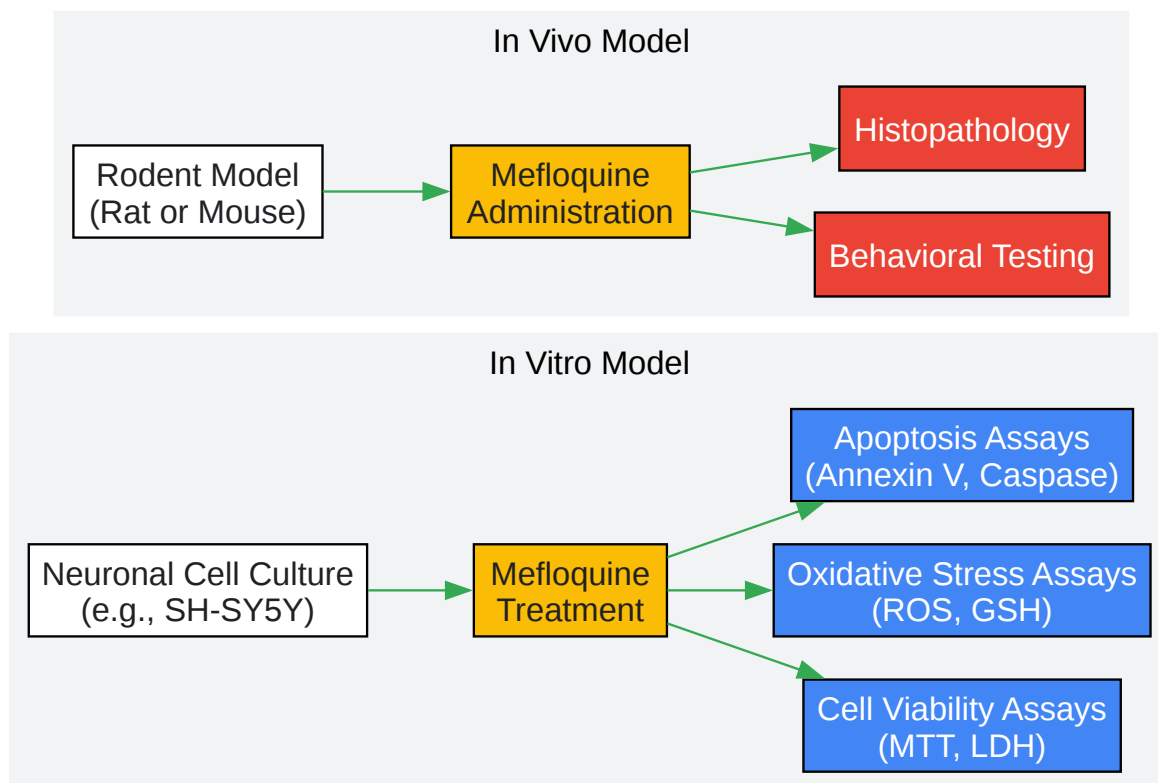 In Vivo Model
Rodent Model
(Rat or Mouse)
Mefloquine
Administration
Histopathology
Behavioral Testing
In Vitro Model
Neuronal Cell Culture
(e.g., SH-SY5Y)
Mefloquine
Treatment
Apoptosis Assays
(Annexin V, Caspase)
Oxidative Stress Assays
(ROS, GSH)
Cell Viability Assays
(MTT, LDH)